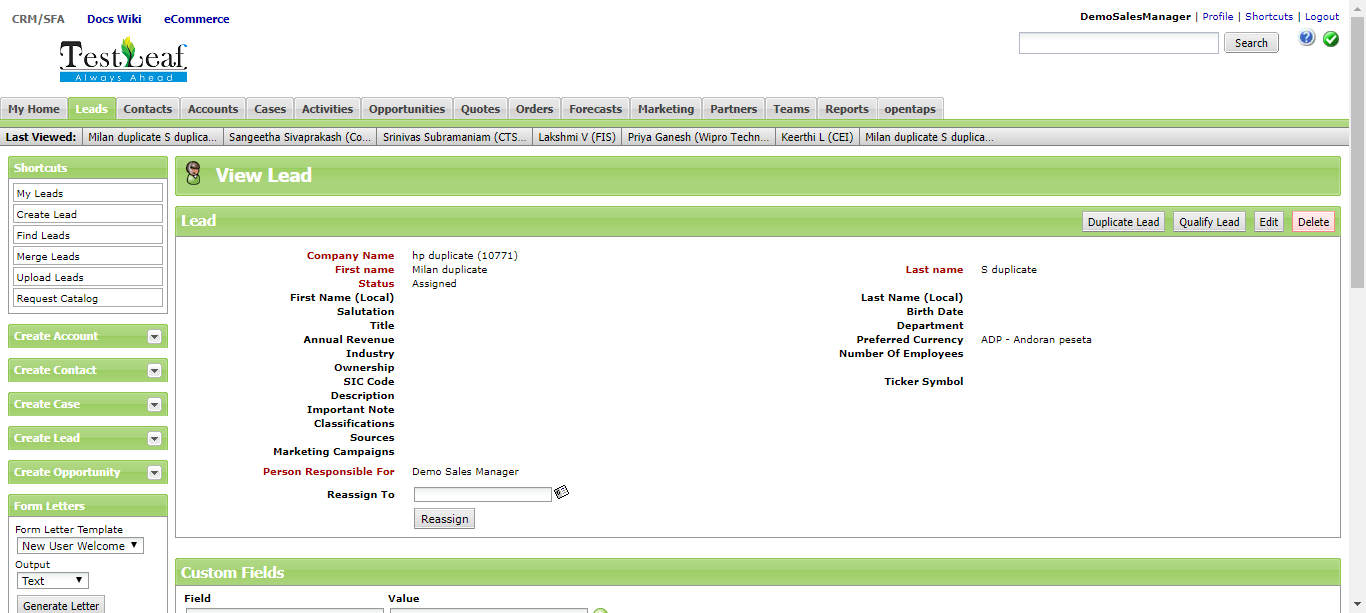 CRM/SFA Docs Wiki eCommerce
DemoSalesManager | Profile | Shortcuts | Logout
TestLeaf
Always Ahead
Search
?
My Home Leads Contacts Accounts Cases Activities Opportunities Quotes Orders Forecasts Marketing Partners Teams Reports opentaps
Last Viewed: Milan duplicate S duplica... Sangeetha Sivaprakash (Co... Srinivas Subramaniam (CTS... Lakshmi V (FIS) Priya Ganesh (Wipro Techn... Keerthi L (CEI) Milan duplicate S duplica...
Shortcuts
My Leads
Create Lead
Find Leads
Merge Leads
Upload Leads
Request Catalog
Create Account
Create Contact
Create Case
Create Lead
Create Opportunity
Form Letters
Form Letter Template
New User Welcome
Output
Text
Generate Letter
View Lead
Lead Duplicate Lead Qualify Lead Edit Delete
Company Name hp duplicate (10771)
First name Milan duplicate Last name S duplicate
Status Assigned
First Name (Local) Last Name (Local)
Salutation Birth Date
Title Department
Annual Revenue Preferred Currency ADP - Andoran peseta
Industry Number Of Employees
Ownership
SIC Code Ticker Symbol
Description
Important Note
Classifications
Sources
Marketing Campaigns
Person Responsible For Demo Sales Manager
Reassign To
Reassign
Custom Fields
Field Value